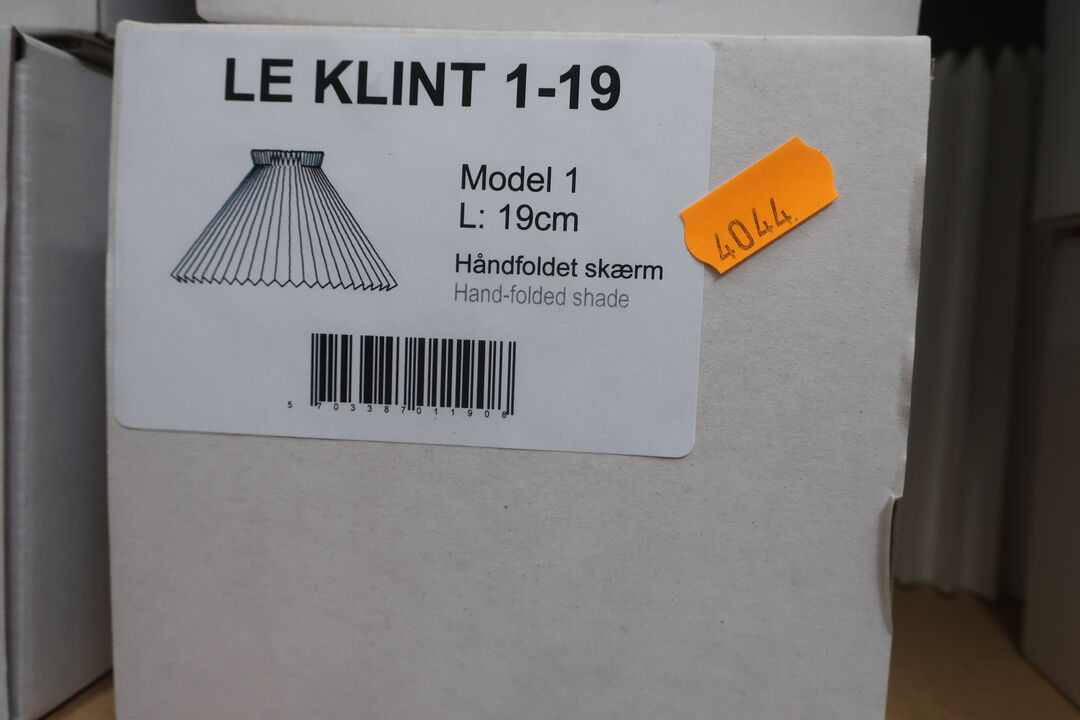 LE KLINT 1-19
Model 1
L: 19cm
Håndfoldet skærm
Hand-folded shade
5 703387 011908
4044.